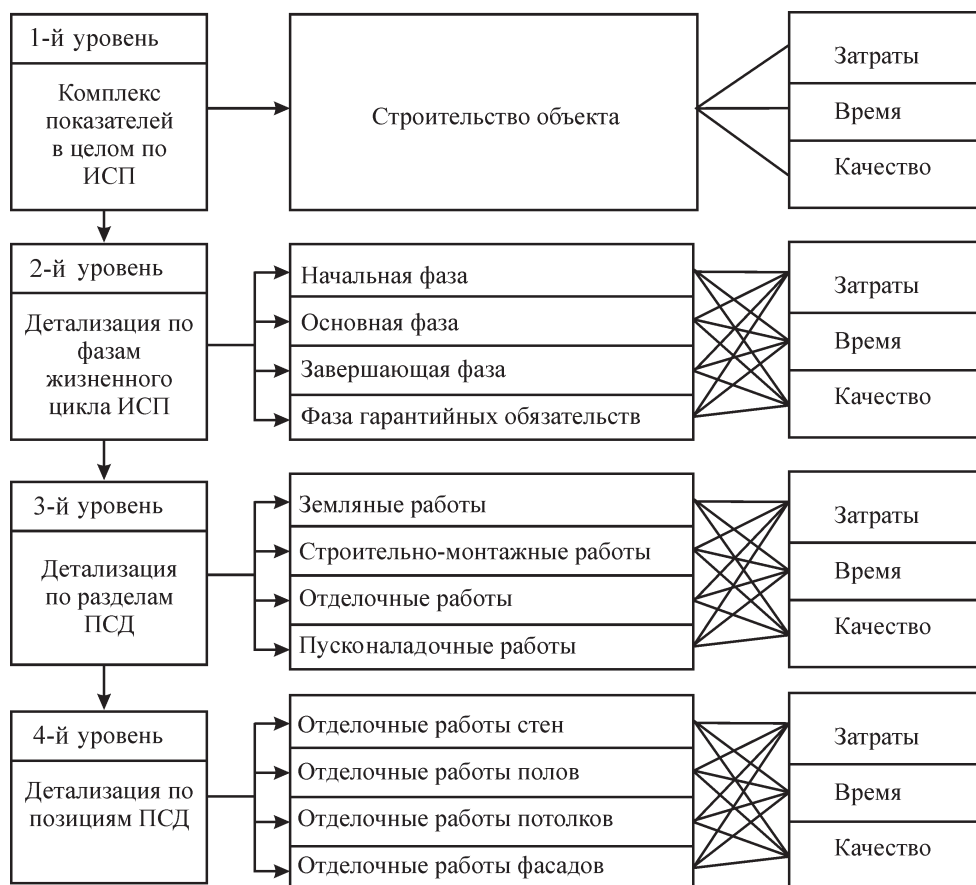 1-й уровень
Комплекс
показателей
в целом по
ИСП
Строительство объекта
Затраты
Время
Качество
2-й уровень
Детализация по
фазам
жизненного
цикла ИСП
Начальная фаза
Основная фаза
Завершающая фаза
Фаза гарантийных обязательств
Затраты
Время
Качество
3-й уровень
Детализация
по разделам
ПСД
Земляные работы
Строительно-монтажные работы
Отделочные работы
Пусконаладочные работы
Затраты
Время
Качество
4-й уровень
Детализация по
позициям ПСД
Отделочные работы стен
Отделочные работы полов
Отделочные работы потолков
Отделочные работы фасадов
Затраты
Время
Качество